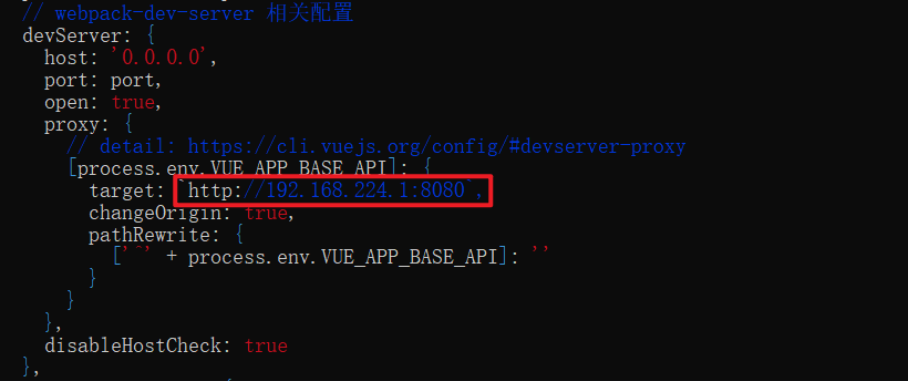 // webpack-dev-server 相关配置
devServer: {
host: '0.0.0.0',
port: port,
open: true,
proxy: {
// detail: https://cli.vuejs.org/config/#devserver-proxy
[process.env.VUE_APP_BASE_API]: {
target: `http://192.168.224.1:8080`,
changeOrigin: true,
pathRewrite: {
['^' + process.env.VUE_APP_BASE_API]: ''
}
}
},
disableHostCheck: true
},